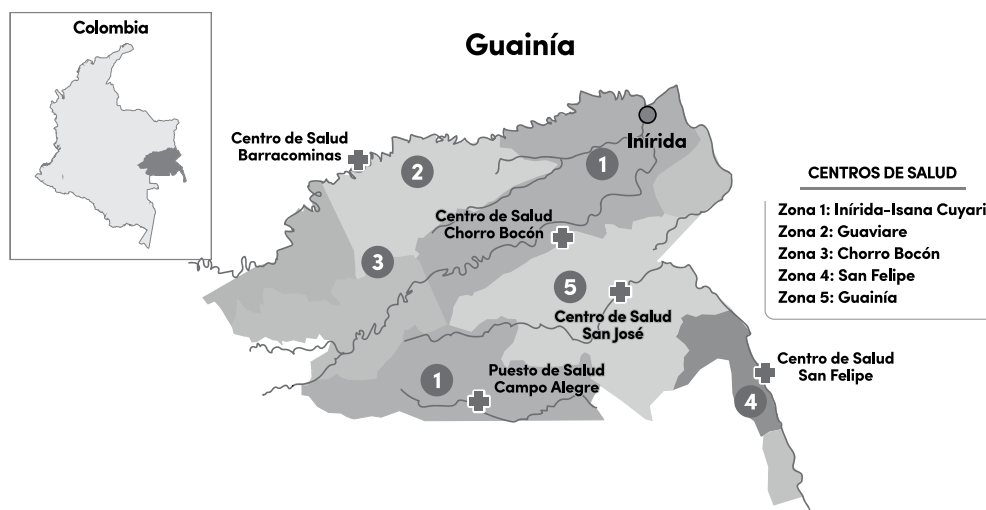 Colombia
Guainía
Centro de Salud
Barracominas
2
Inírida
1
Centro de Salud
Chorro Bocón
3
5
Centro de Salud
San José
1
Puesto de Salud
Campo Alegre
Centro de Salud
San Felipe
4
CENTROS DE SALUD
Zona 1: Inírida-Isana Cuyari
Zona 2: Guaviare
Zona 3: Chorro Bocón
Zona 4: San Felipe
Zona 5: Guainía